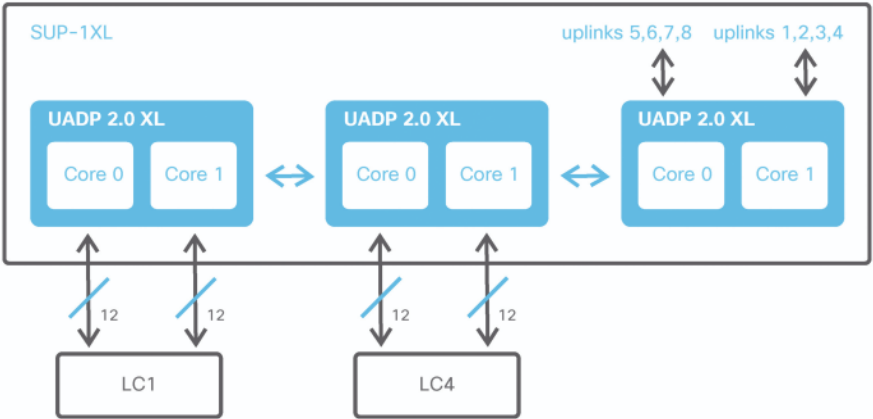 SUP-1XL
uplinks 5,6,7,8 uplinks 1,2,3,4
UADP 2.0 XL UADP 2.0 XL UADP 2.0 XL
Core 0 Core 1 Core 0 Core 1 Core 0 Core 1
12 12 12 12
LC1 LC4